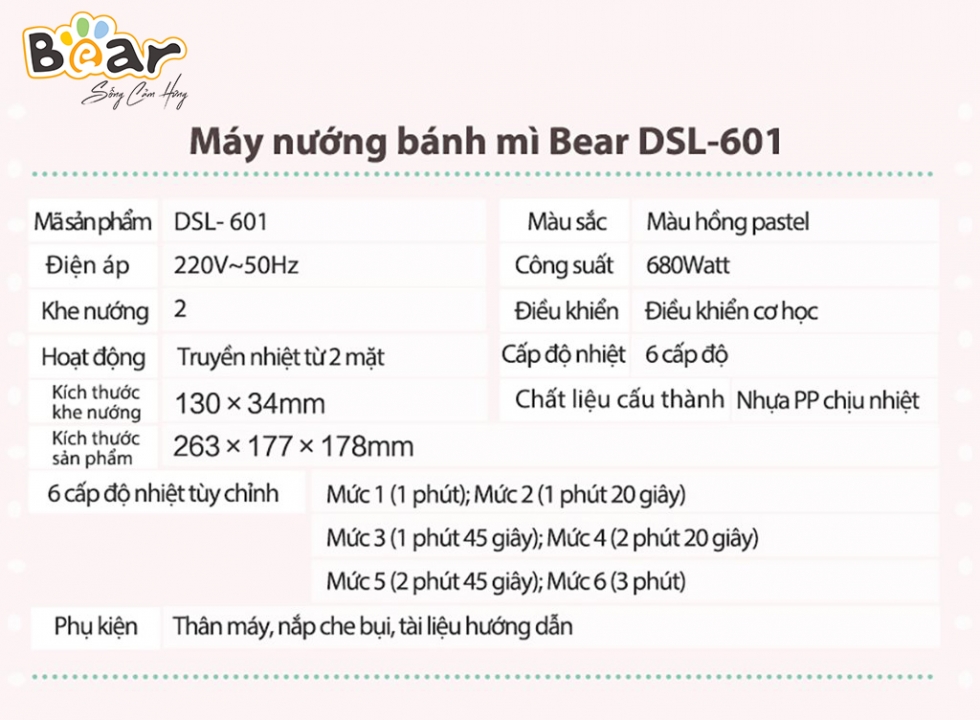 Bear
Sống Cảm Hứng
Máy nướng bánh mì Bear DSL-601
Mã sản phẩm DSL- 601 Màu sắc Màu hồng pastel
Điện áp 220V~50Hz Công suất 680Watt
Khe nướng 2 Điều khiển Điều khiển cơ học
Hoạt động Truyền nhiệt từ 2 mặt Cấp độ nhiệt 6 cấp độ
Kích thước
khe nướng 130 × 34mm Chất liệu cấu thành Nhựa PP chịu nhiệt
Kích thước
sản phẩm 263 × 177 × 178mm
6 cấp độ nhiệt tùy chỉnh Mức 1 (1 phút); Mức 2 (1 phút 20 giây)
Mức 3 (1 phút 45 giây); Mức 4 (2 phút 20 giây)
Mức 5 (2 phút 45 giây); Mức 6 (3 phút)
Phụ kiện Thân máy, nắp che bụi, tài liệu hướng dẫn